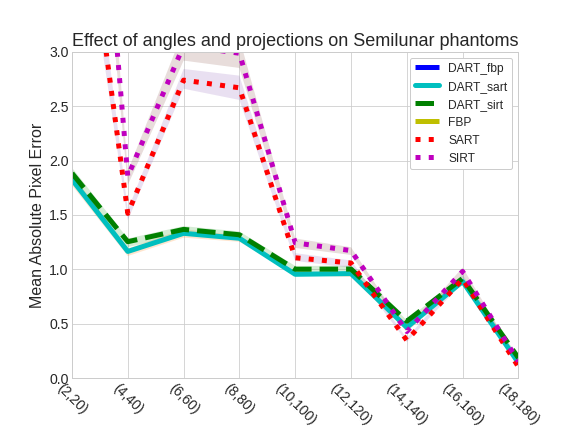 Effect of angles and projections on Semilunar phantoms
3.0
2.5
2.0
1.5
1.0
0.5
0.0
Mean Absolute Pixel Error
DART_fbp
DART_sart
DART_sirt
FBP
SART
SIRT
(2,20)
(4,40)
(6,60)
(8,80)
(10,100)
(12,120)
(14,140)
(16,160)
(18,180)